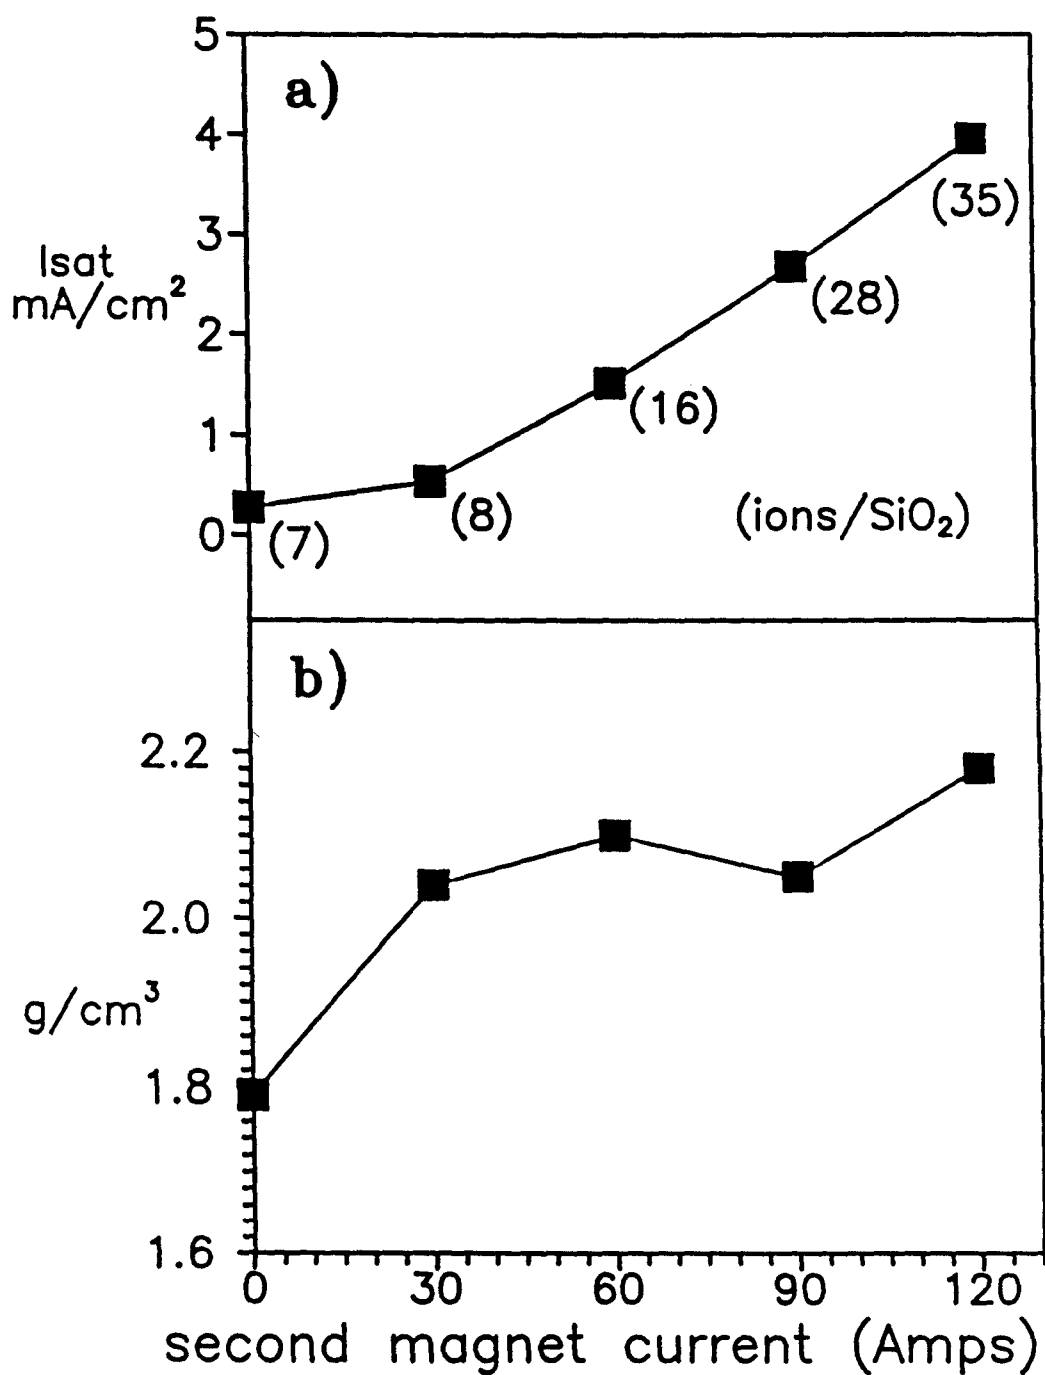 5
a)
4
(35)
3
Isat
mA/cm²
(28)
2
(16)
1
(8)
(ions/SiO₂)
0
(7)
b)
2.2
2.0
g/cm³
1.8
1.6
0 30 60 90 120
second magnet current (Amps)